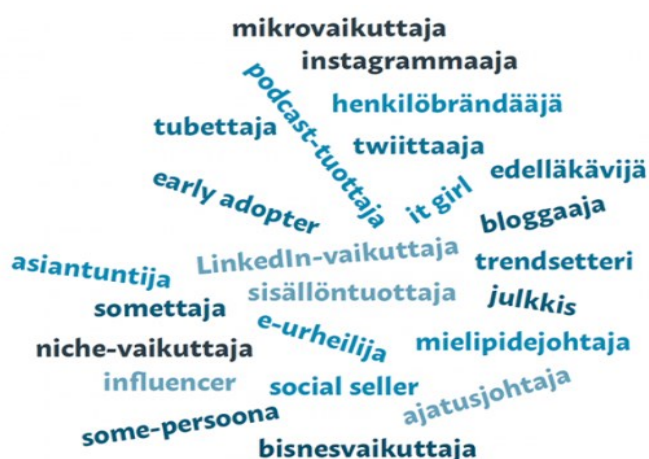 mikrovaikuttaja
instagrammaaja
podcast-tuottaja
henkilöbrändääjä
tubettaja
twiittaaja
edelläkävijä
early adopter
it girl
bloggaaja
LinkedIn-vaikuttaja
trendsetteri
asiantuntija
sisällöntuottaja
julkkis
somettaja
e-urheilija
mielipidejohtaja
niche-vaikuttaja
influencer
social seller
ajatusjohtaja
some-persoona
bisnesvaikuttaja